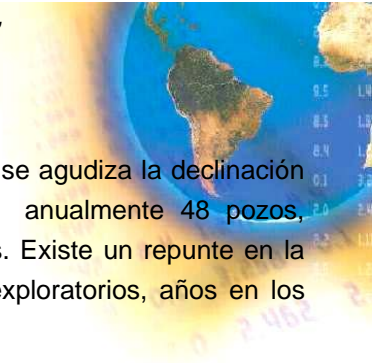 se agudiza la declinación
anualmente 48 pozos,
s. Existe un repunte en la
exploratorios, años en los